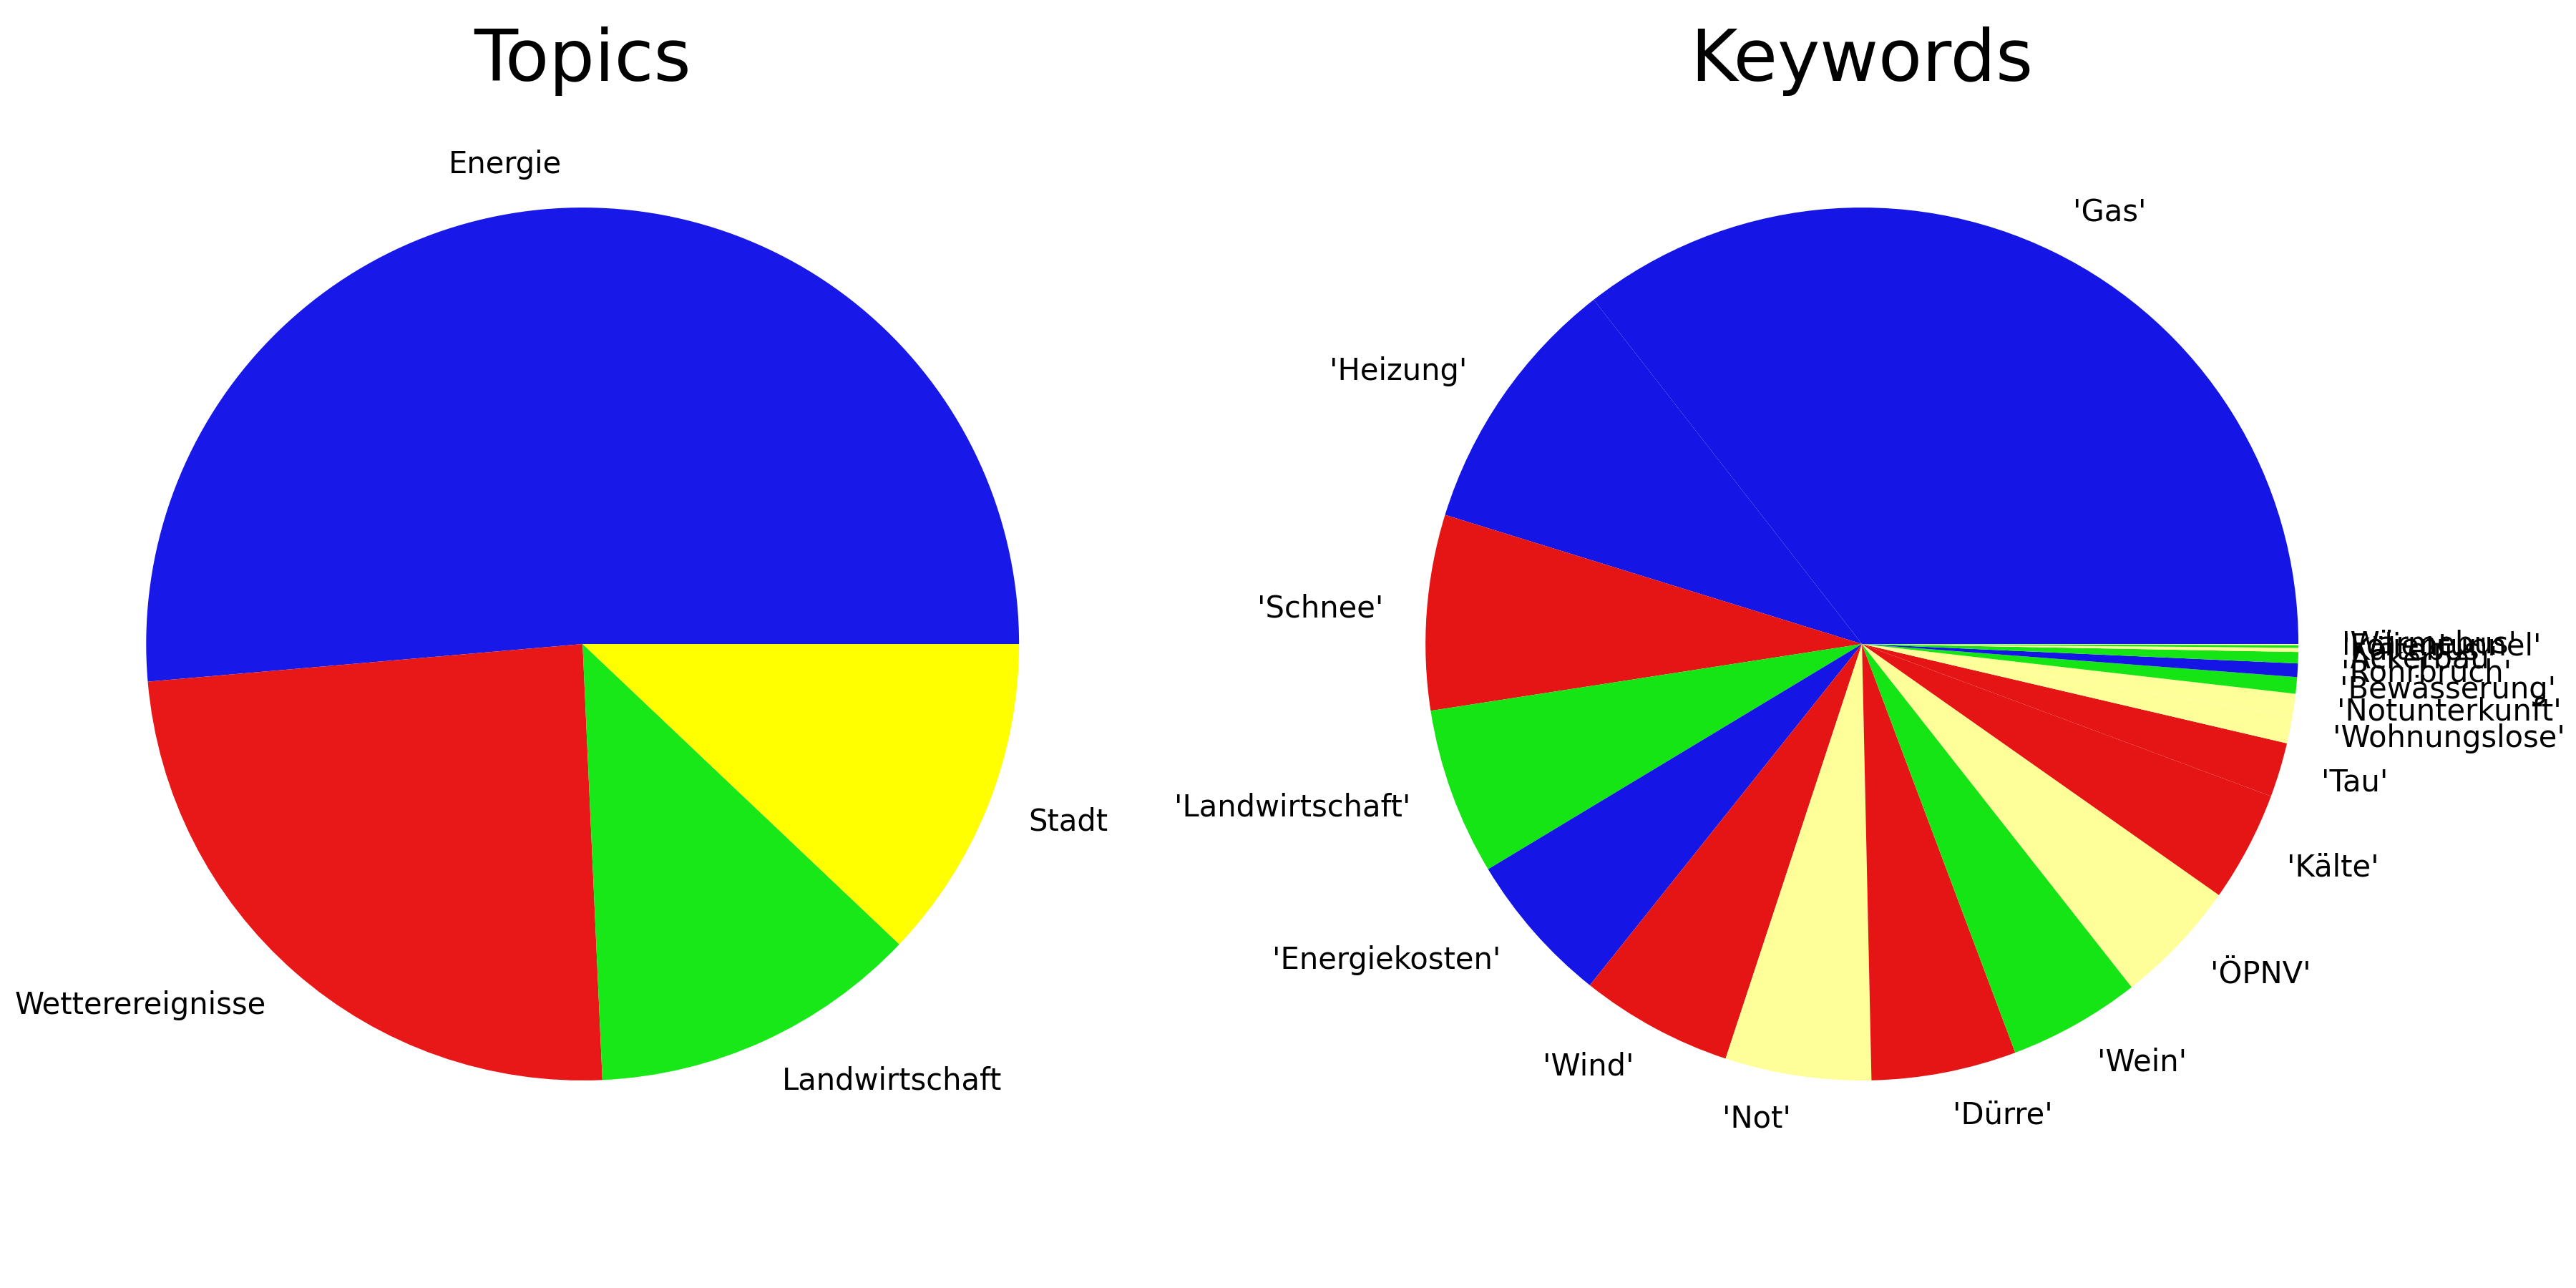 Topics
Energie
Wetterereignisse
Landwirtschaft
Stadt
Keywords
'Gas'
'Heizung'
'Schnee'
'Landwirtschaft'
'Energiekosten'
'Wind'
'Not'
'Dürre'
'Wein'
'ÖPNV'
'Kälte'
'Tau'
'Wohnungslose'
'Notunterkunft'
'Bewässerung'
'Rohrbruch'
'Ackerbau'